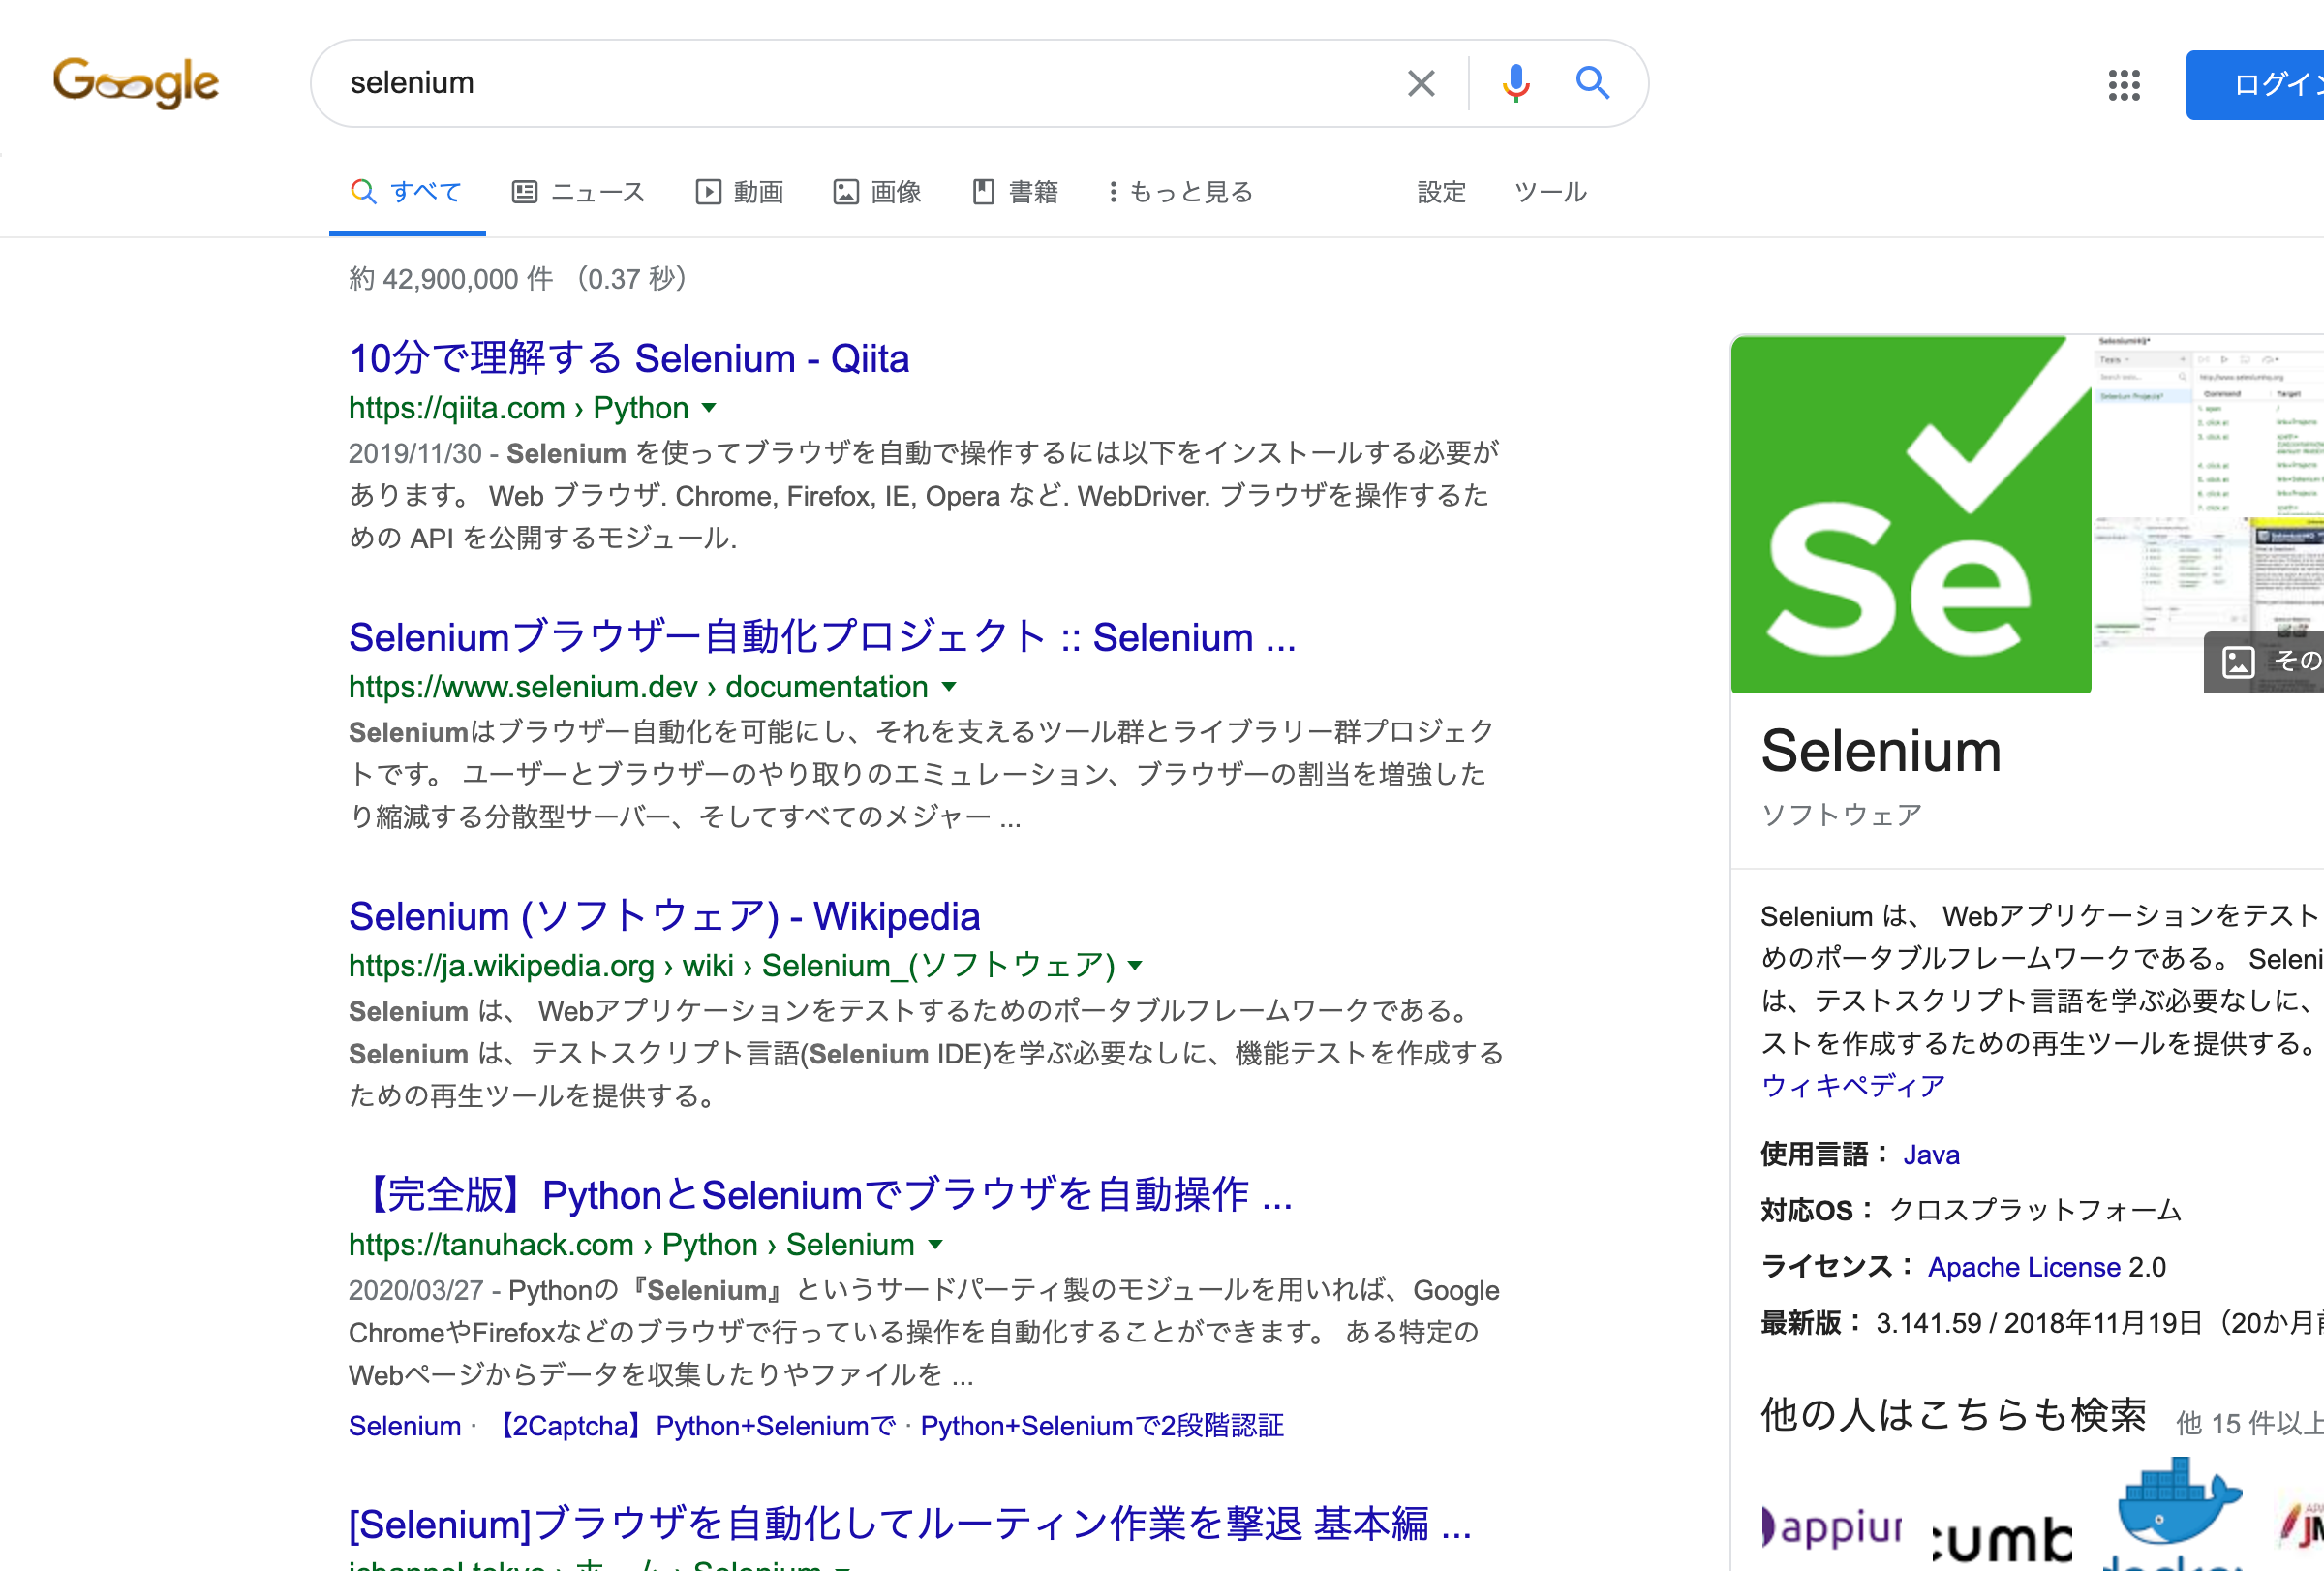 Google
selenium
ログイン
すべて
ニュース
動画
画像
書籍
もっと見る
設定
ツール
約 42,900,000 件 （0.37 秒）
10分で理解する Selenium - Qiita
https://qiita.com › Python
2019/11/30 - Selenium を使ってブラウザを自動で操作するには以下をインストールする必要が
あります。 Web ブラウザ. Chrome, Firefox, IE, Opera など. WebDriver. ブラウザを操作するた
めの API を公開するモジュール.
Seleniumブラウザー自動化プロジェクト :: Selenium ...
https://www.selenium.dev › documentation
Seleniumはブラウザー自動化を可能にし、それを支えるツール群とライブラリー群プロジェク
トです。 ユーザーとブラウザーのやり取りのエミュレーション、ブラウザーの割当を増強した
り縮減する分散型サーバー、そしてすべてのメジャー ...
Selenium (ソフトウェア) - Wikipedia
https://ja.wikipedia.org › wiki › Selenium_(ソフトウェア)
Selenium は、 Webアプリケーションをテストするためのポータブルフレームワークである。
Selenium は、テストスクリプト言語(Selenium IDE)を学ぶ必要なしに、機能テストを作成する
ための再生ツールを提供する。
【完全版】PythonとSeleniumでブラウザを自動操作 ...
https://tanuhack.com › Python › Selenium
2020/03/27 - Pythonの『Selenium』というサードパーティ製のモジュールを用いれば、Google
ChromeやFirefoxなどのブラウザで行っている操作を自動化することができます。 ある特定の
Webページからデータを収集したりやファイルを ...
Selenium · 【2Captcha】Python+Seleniumで · Python+Seleniumで2段階認証
[Selenium]ブラウザを自動化してルーティン作業を撃退 基本編 ...
Se
その
Selenium
ソフトウェア
Selenium は、 Webアプリケーションをテスト
めのポータブルフレームワークである。 Seleni
は、テストスクリプト言語を学ぶ必要なしに、
ストを作成するための再生ツールを提供する。
ウィキペディア
使用言語： Java
対応OS： クロスプラットフォーム
ライセンス： Apache License 2.0
最新版： 3.141.59 / 2018年11月19日（20か月前
他の人はこちらも検索 他 15 件以上
appiu
cumb
docker